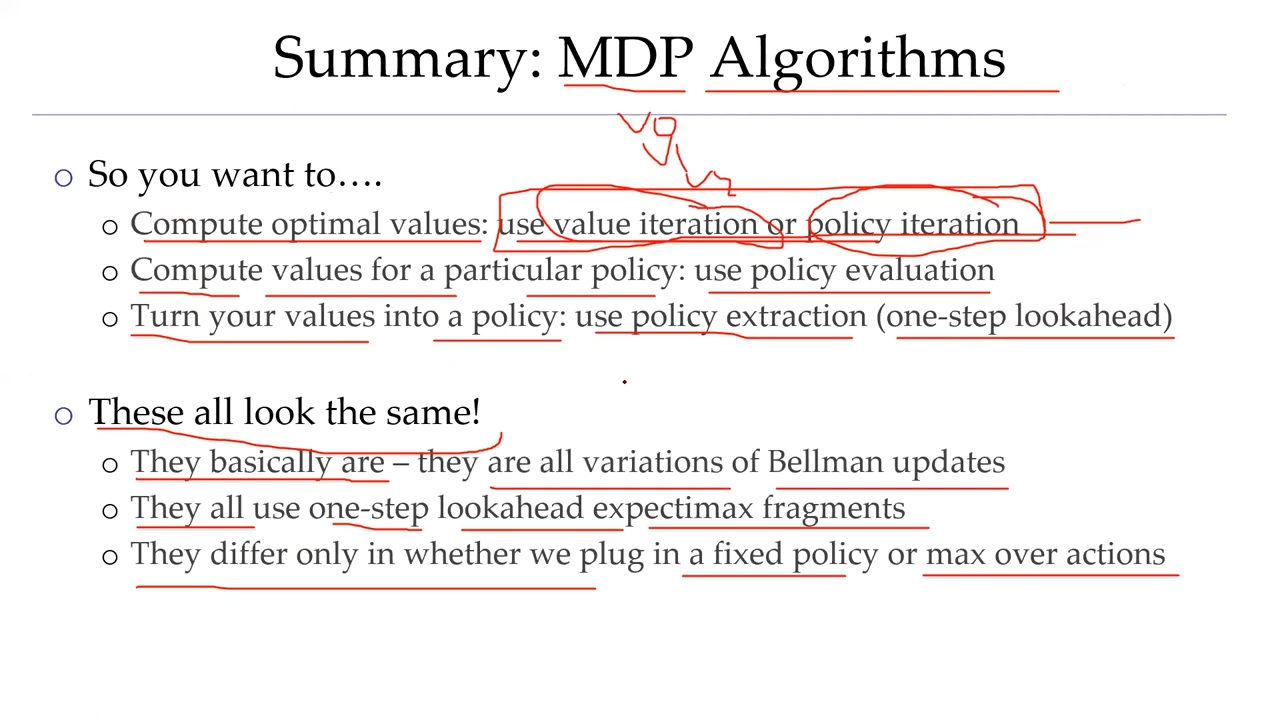 Summary: MDP Algorithms
So you want to….
Compute optimal values: use value iteration or policy iteration
Compute values for a particular policy: use policy evaluation
Turn your values into a policy: use policy extraction (one-step lookahead)
These all look the same!
They basically are – they are all variations of Bellman updates
They all use one-step lookahead expectimax fragments
They differ only in whether we plug in a fixed policy or max over actions